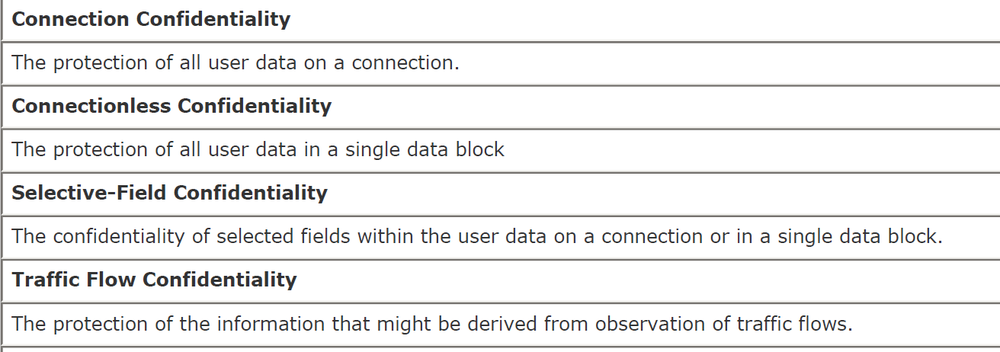 Connection Confidentiality
The protection of all user data on a connection.
Connectionless Confidentiality
The protection of all user data in a single data block
Selective-Field Confidentiality
The confidentiality of selected fields within the user data on a connection or in a single data block.
Traffic Flow Confidentiality
The protection of the information that might be derived from observation of traffic flows.